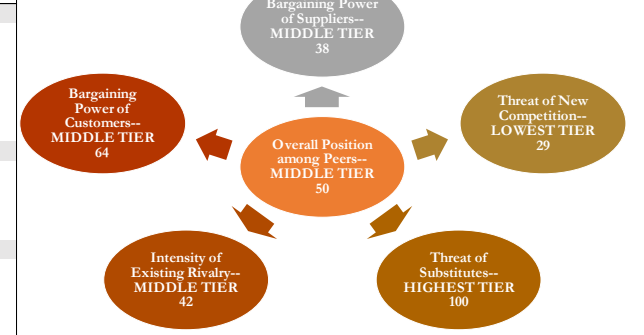 Bargaining Power
of Suppliers--
MIDDLE TIER
38
Bargaining
Power of
Customers--
MIDDLE TIER
64
Threat of New
Competition--
LOWEST TIER
29
Overall Position
among Peers--
MIDDLE TIER
50
Intensity of
Existing Rivalry--
MIDDLE TIER
42
Threat of
Substitutes--
HIGHEST TIER
100